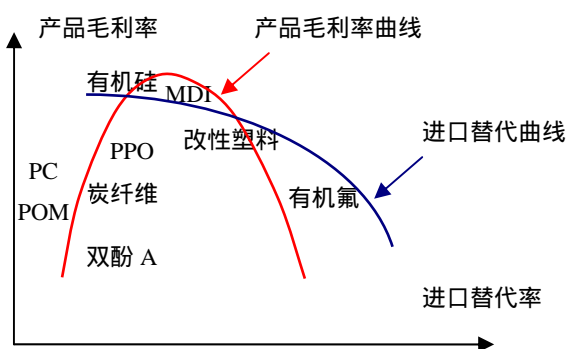 产品毛利率
产品毛利率曲线
有机硅
MDI
进口替代曲线
改性塑料
PPO
PC
炭纤维
有机氟
POM
双酚 A
进口替代率